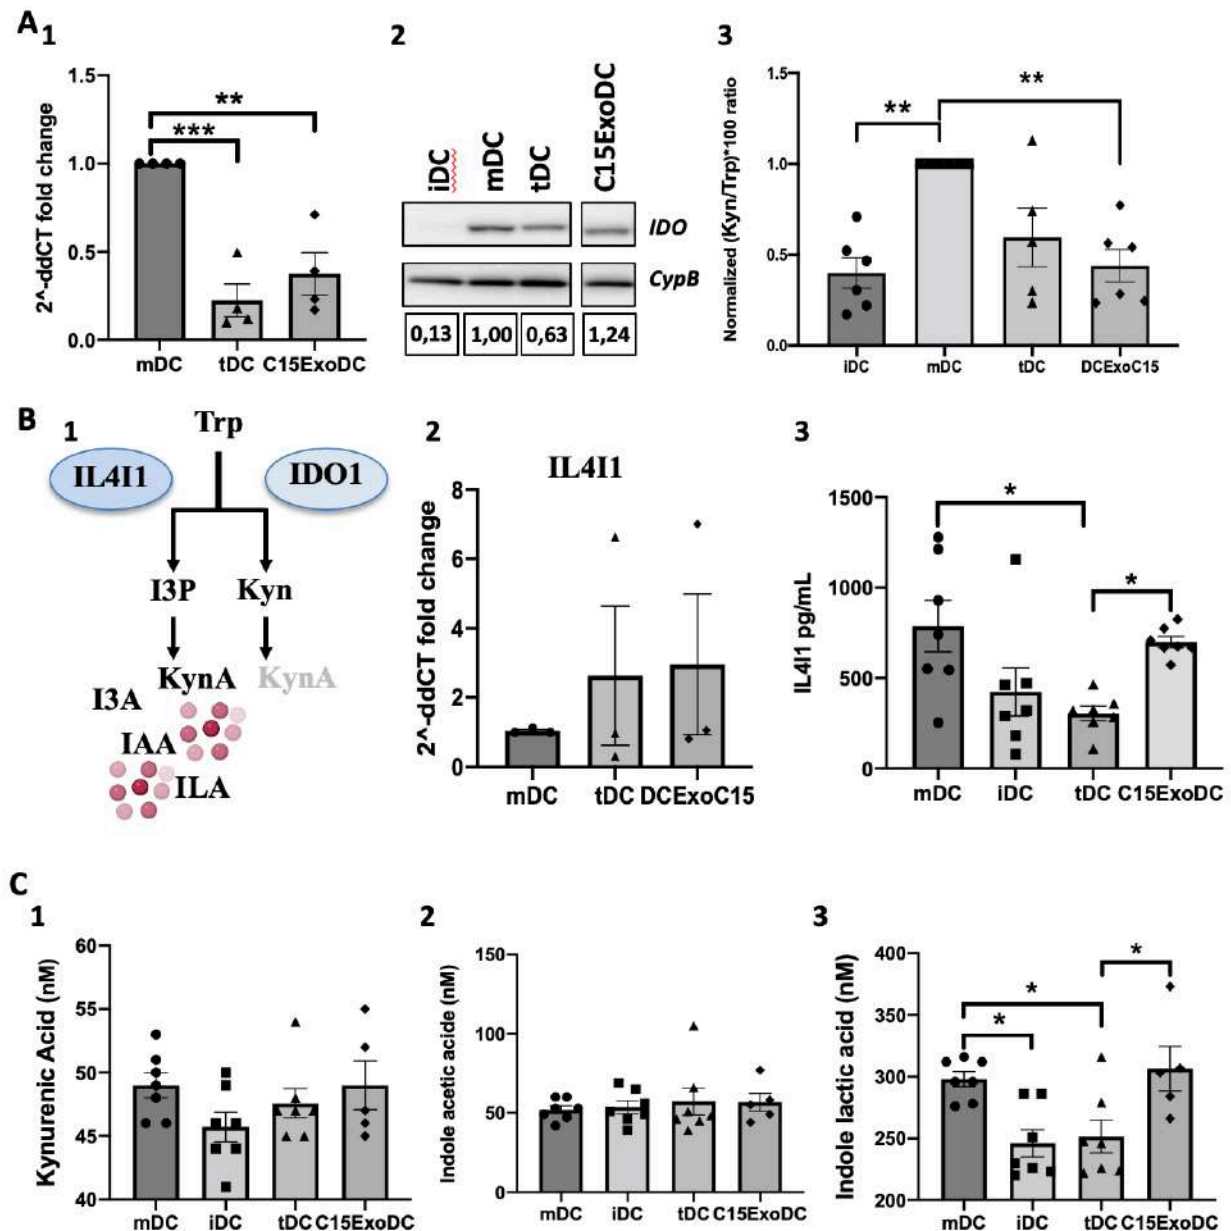 A
1
2^-ddCT fold change
1.5
1.0
0.5
0.0
**
***
mDC tDC C15ExoDC
2
iDC mDC tDC C15ExoDC
IDO
CypB
0,13 1,00 0,63 1,24
3
Normalized (Kyn/Trp)*100 ratio
1.5
1.0
0.5
0.0
**
**
iDC mDC tDC DCExoC15
B
1
Trp
IL4I1 IDO1
I3P Kyn
KynA KynA
I3A
IAA
ILA
2
IL4I1
2^-ddCT fold change
8
6
4
2
0
mDC tDC DCExoC15
3
IL4I1 pg/mL
1500
1000
500
0
*
*
mDC iDC tDC C15ExoDC
C
1
Kynurenic Acid (nM)
60
55
50
45
40
mDC iDC tDC C15ExoDC
2
Indole acetic acide (nM)
150
100
50
0
mDC iDC tDC C15ExoDC
3
Indole lactic acid (nM)
400
350
300
250
200
*
*
*
mDC iDC tDC C15ExoDC